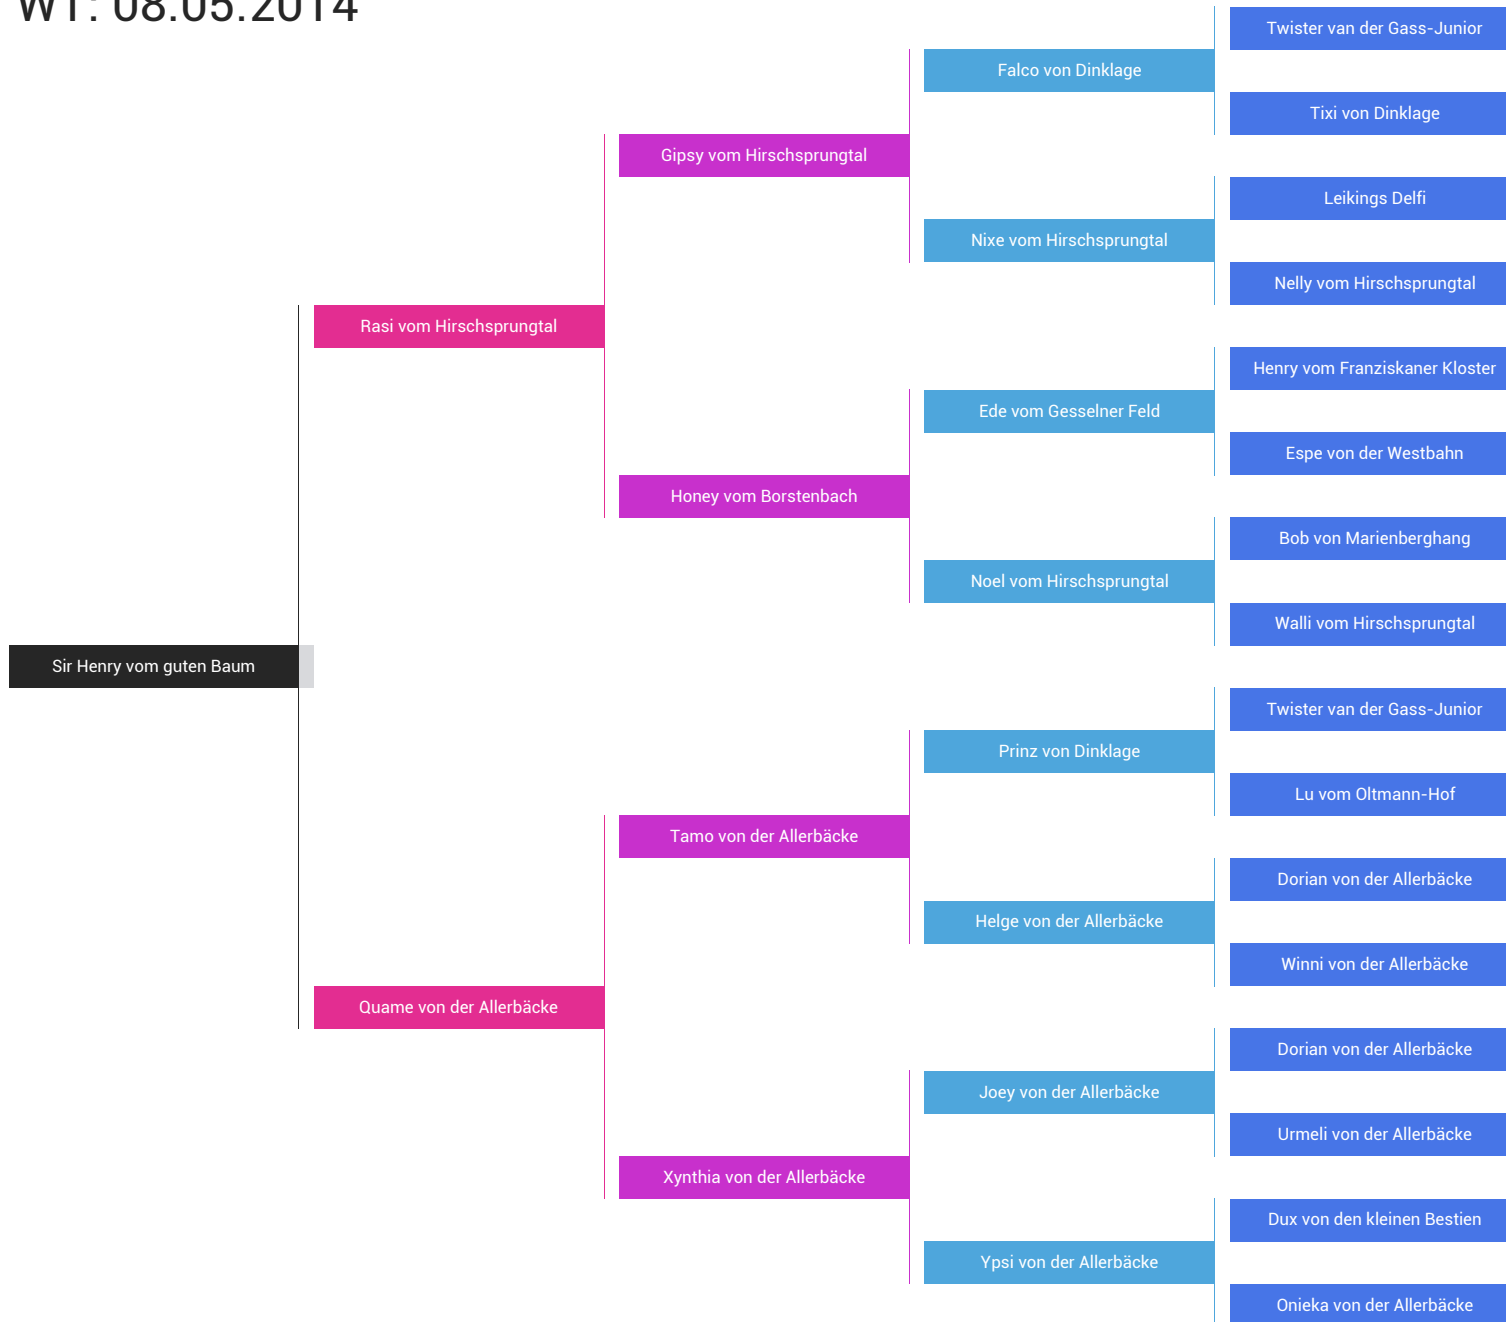 WT: 08.05.2014
Twister van der Gass-Junior
Falco von Dinklage
Tixi von Dinklage
Gipsy vom Hirschsprungtal
Leikings Delfi
Nixe vom Hirschsprungtal
Nelly vom Hirschsprungtal
Rasi vom Hirschsprungtal
Henry vom Franziskaner Kloster
Ede vom Gesselner Feld
Espe von der Westbahn
Honey vom Borstenbach
Bob von Marienberghang
Noel vom Hirschsprungtal
Walli vom Hirschsprungtal
Sir Henry vom guten Baum
Twister van der Gass-Junior
Prinz von Dinklage
Lu vom Oltmann-Hof
Tamo von der Allerbäcke
Dorian von der Allerbäcke
Helge von der Allerbäcke
Winni von der Allerbäcke
Quame von der Allerbäcke
Dorian von der Allerbäcke
Joey von der Allerbäcke
Urmeli von der Allerbäcke
Xynthia von der Allerbäcke
Dux von den kleinen Bestien
Ypsi von der Allerbäcke
Onieka von der Allerbäcke